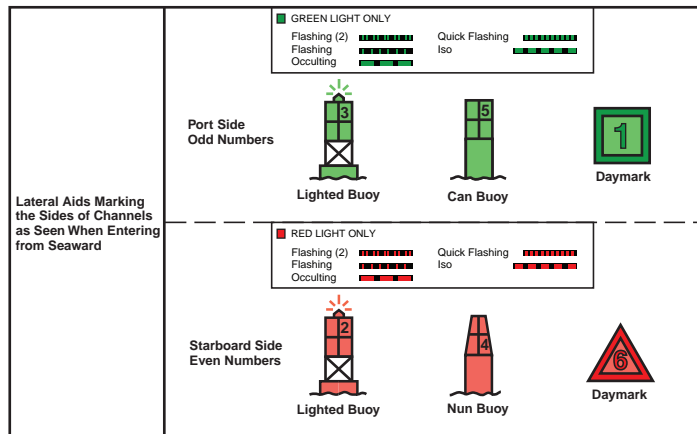 Lateral Aids Marking
the Sides of Channels
as Seen When Entering
from Seaward
GREEN LIGHT ONLY
Flashing (2)
Flashing
Occulting
Quick Flashing
Iso
Port Side
Odd Numbers
3
Lighted Buoy
5
Can Buoy
1
Daymark
RED LIGHT ONLY
Flashing (2)
Flashing
Occulting
Quick Flashing
Iso
Starboard Side
Even Numbers
2
Lighted Buoy
4
Nun Buoy
6
Daymark